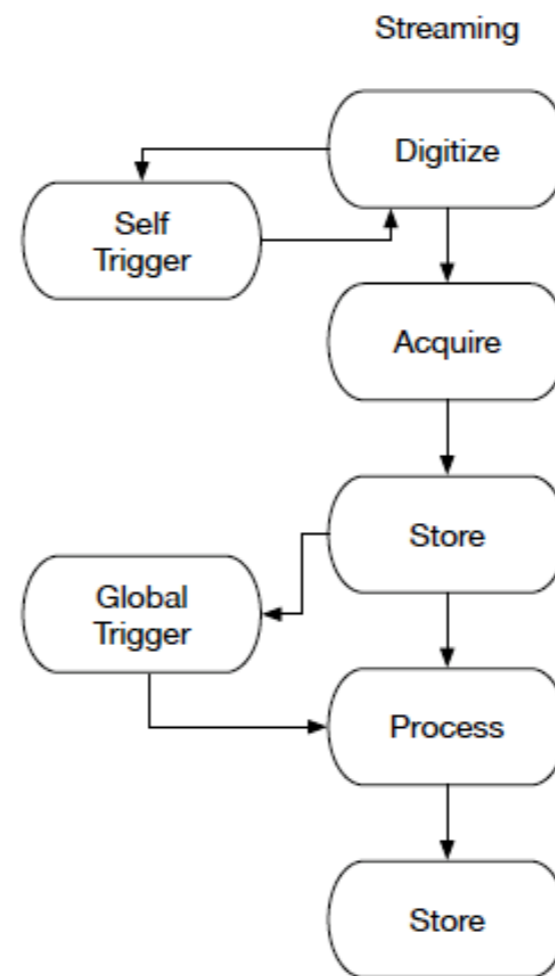 Streaming
Digitize
Self
Trigger
Acquire
Store
Global
Trigger
Process
Store